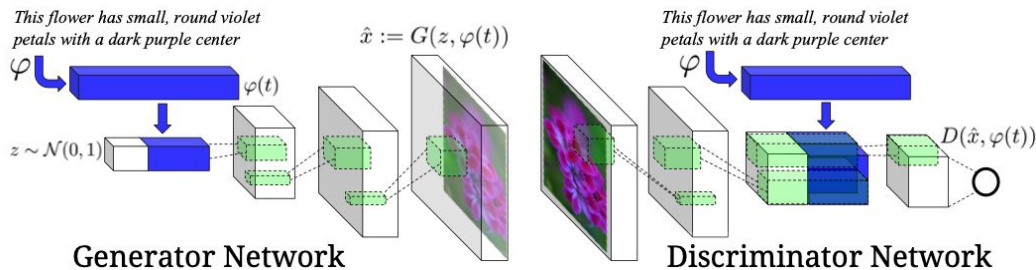 This flower has small, round violet
petals with a dark purple center
φ
φ(t)
z ∼ 𝒩(0, 1)
x̂ := G(z, φ(t))
Generator Network
This flower has small, round violet
petals with a dark purple center
φ
D(x̂, φ(t))
Discriminator Network